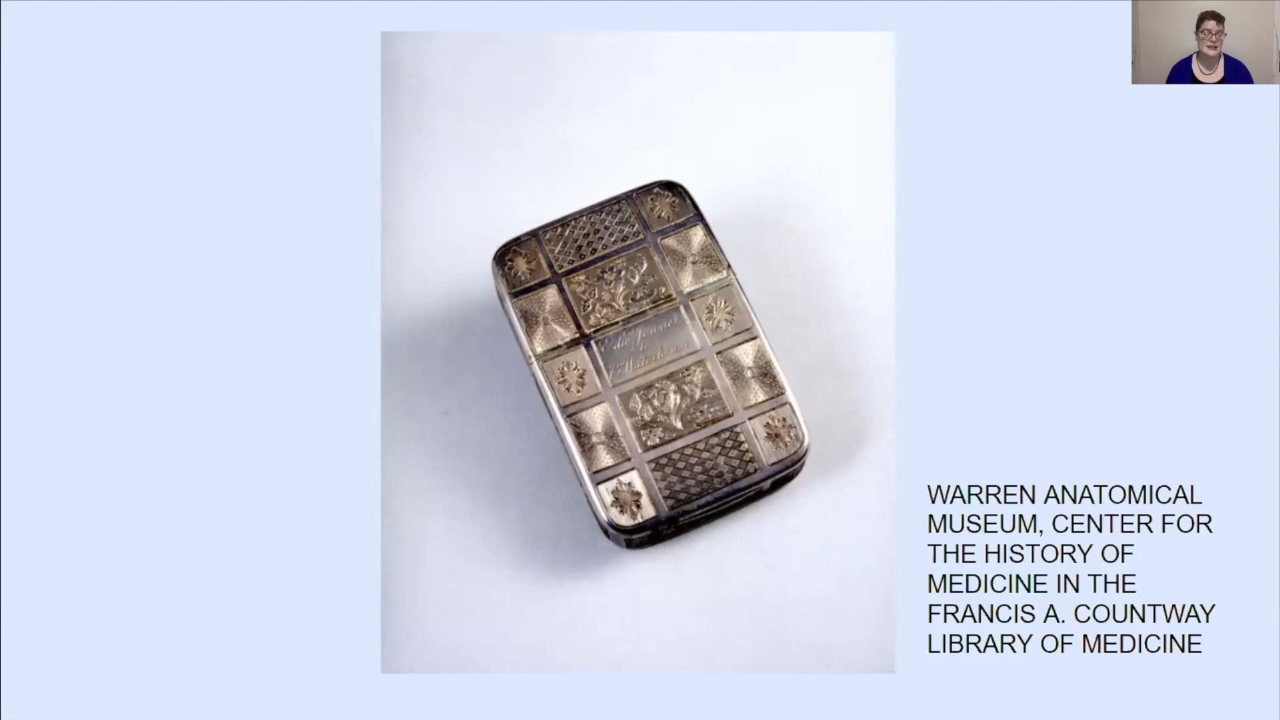 WARREN ANATOMICAL
MUSEUM, CENTER FOR
THE HISTORY OF
MEDICINE IN THE
FRANCIS A. COUNTWAY
LIBRARY OF MEDICINE